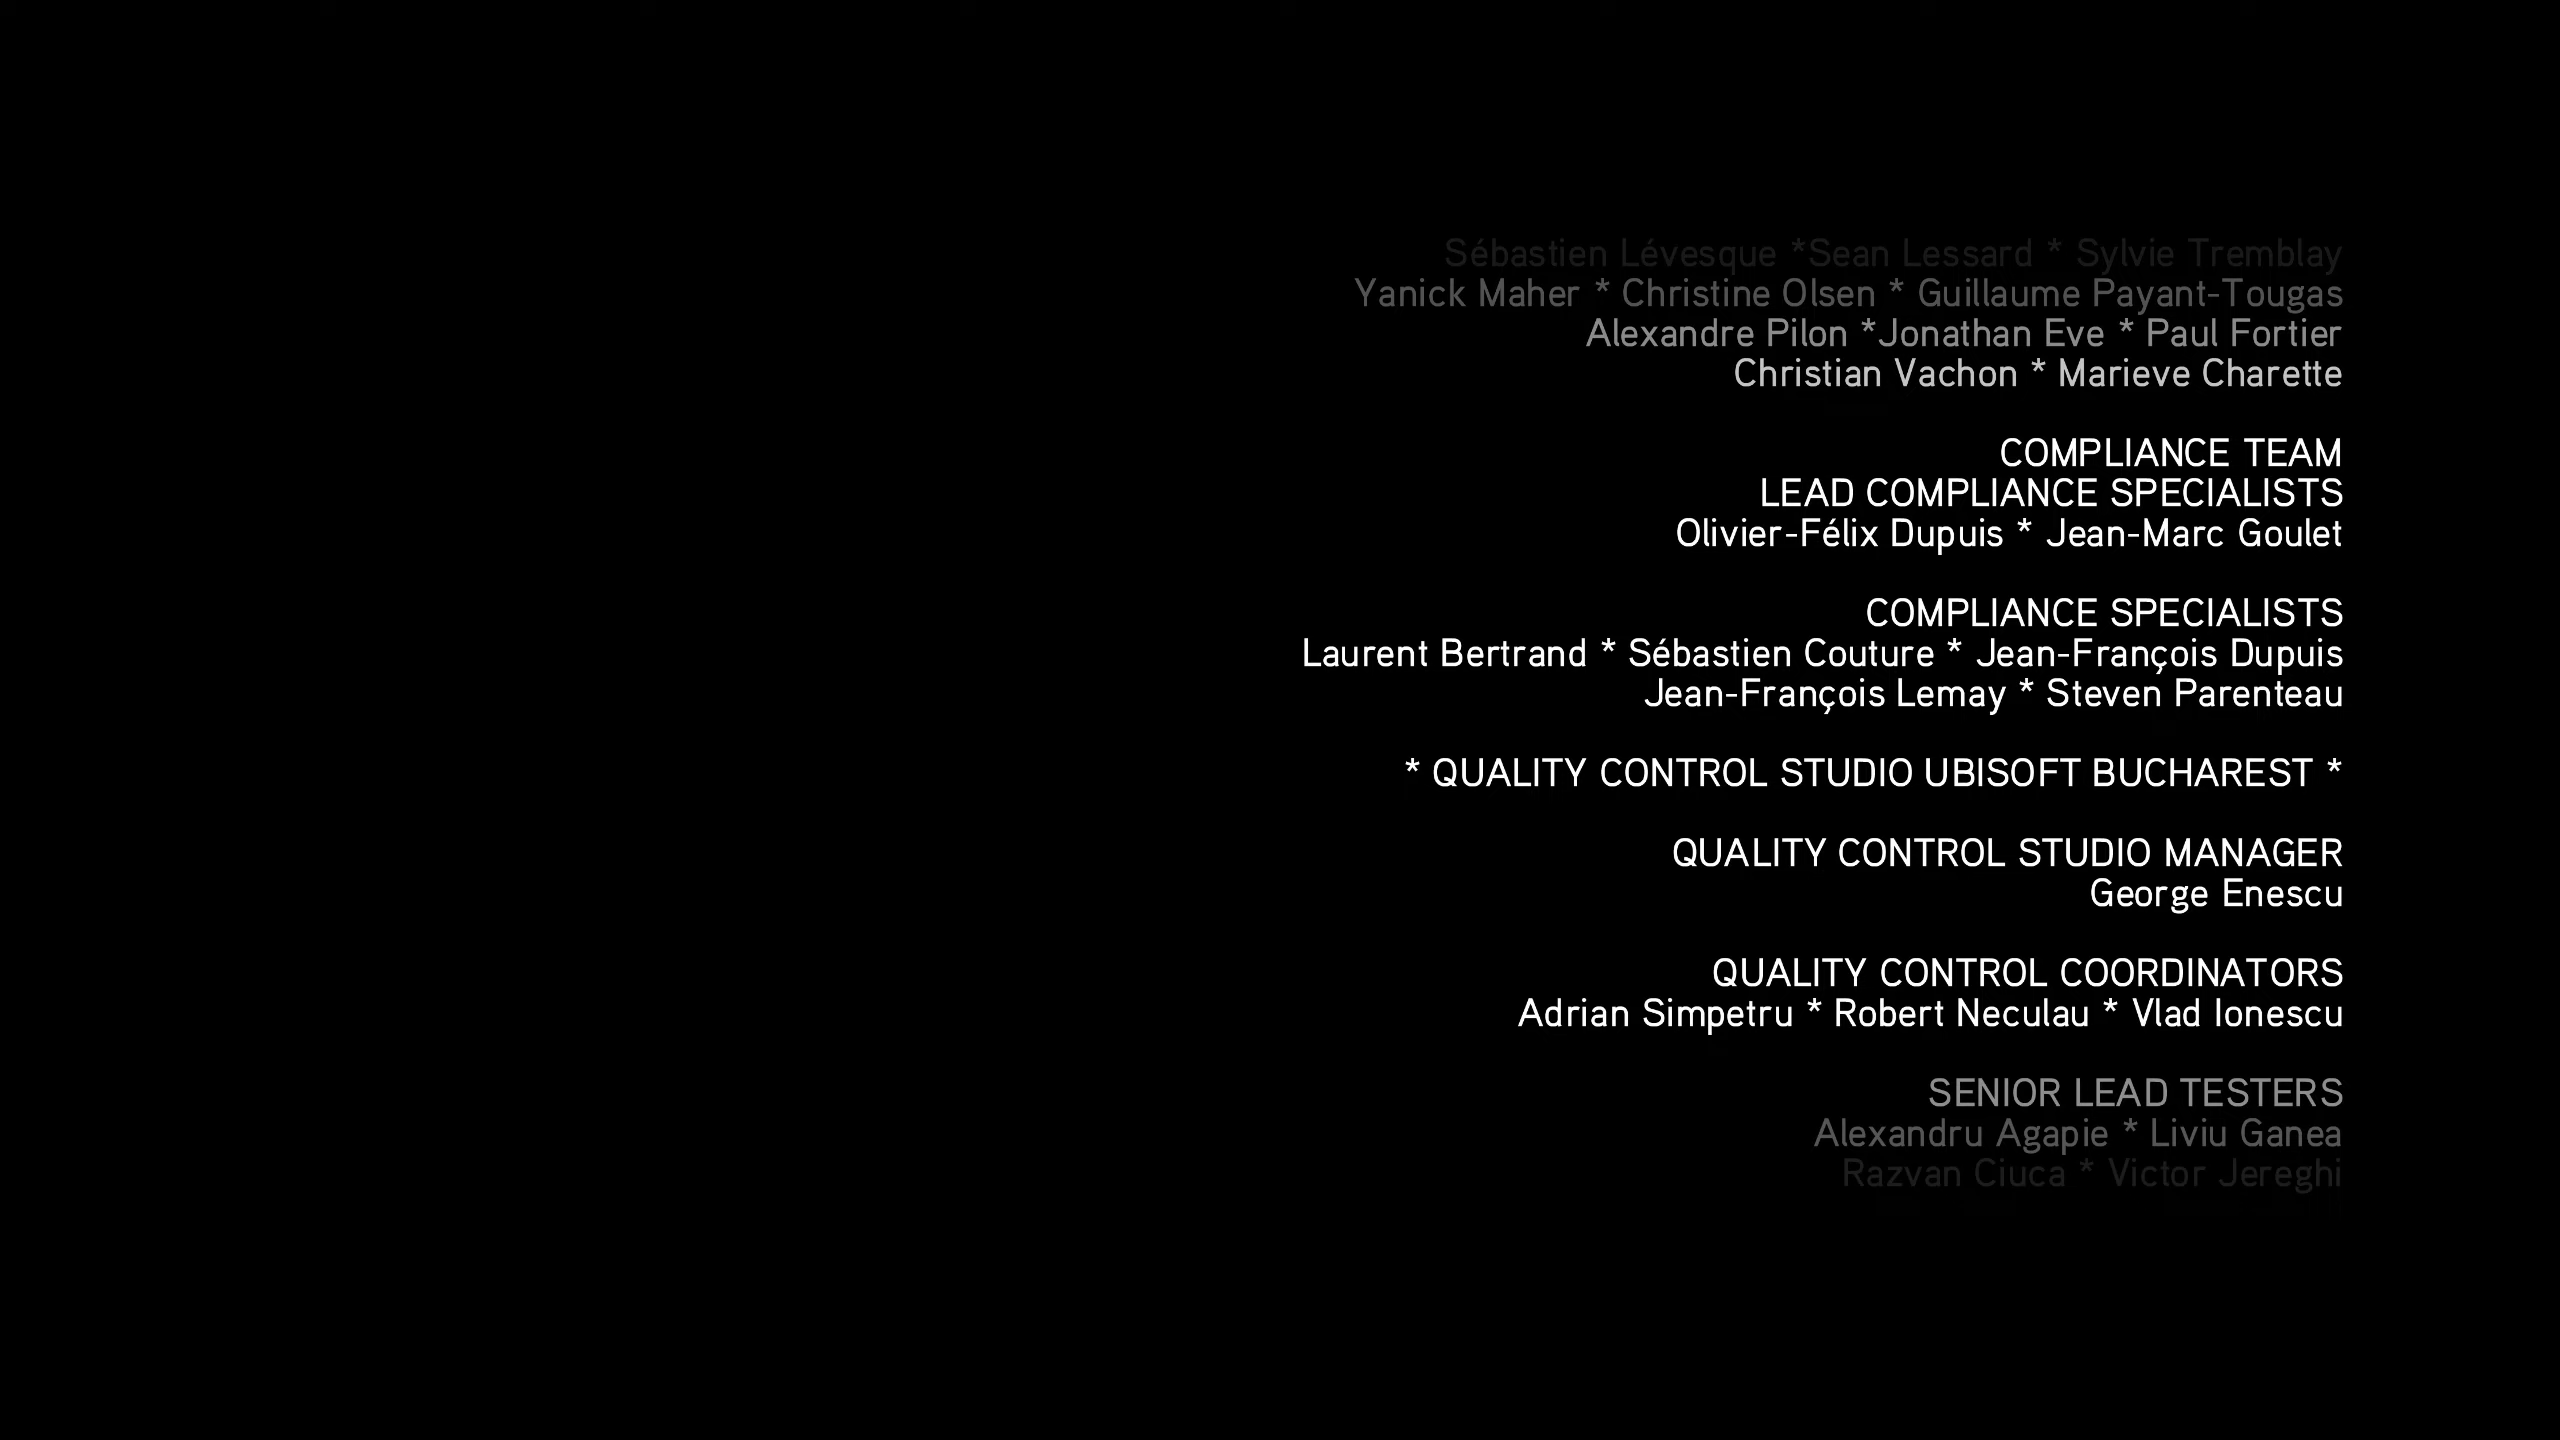 Sébastien Lévesque *Sean Lessard * Sylvie Tremblay
Yanick Maher * Christine Olsen * Guillaume Payant-Tougas
Alexandre Pilon *Jonathan Eve * Paul Fortier
Christian Vachon * Marieve Charette
COMPLIANCE TEAM
LEAD COMPLIANCE SPECIALISTS
Olivier-Félix Dupuis * Jean-Marc Goulet
COMPLIANCE SPECIALISTS
Laurent Bertrand * Sébastien Couture * Jean-François Dupuis
Jean-François Lemay * Steven Parenteau
* QUALITY CONTROL STUDIO UBISOFT BUCHAREST *
QUALITY CONTROL STUDIO MANAGER
George Enescu
QUALITY CONTROL COORDINATORS
Adrian Simpetru * Robert Neculau * Vlad Ionescu
SENIOR LEAD TESTERS
Alexandru Agapie * Liviu Ganea
Razvan Ciuca * Victor Jereghi